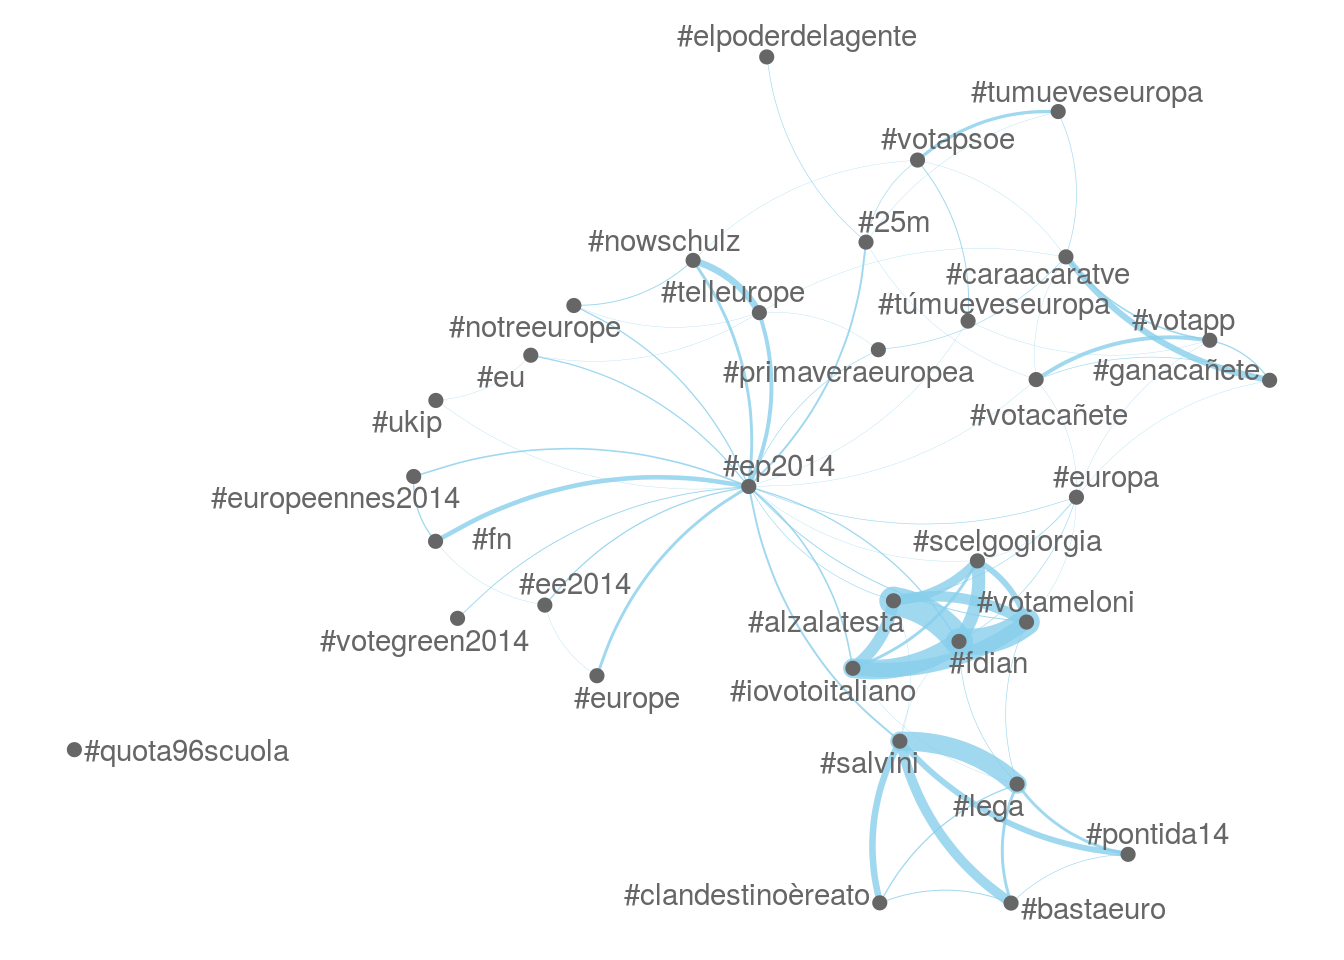 #elpoderdelagente
#tumueveseuropa
#votapsoe
#25m
#nowschulz
#caraacaratve
#telleurope
#túmueveseuropa
#votapp
#notreeurope
#primaveraeuropea
#ganacañete
#eu
#votacañete
#ukip
#ep2014
#europa
#europeennes2014
#fn
#scelgogiorgia
#ee2014
#votameloni
#alzalatesta
#votegreen2014
#fdian
#iovotoitaliano
#europe
#quota96scuola
#salvini
#lega
#pontida14
#clandestinoèreato
#bastaeuro